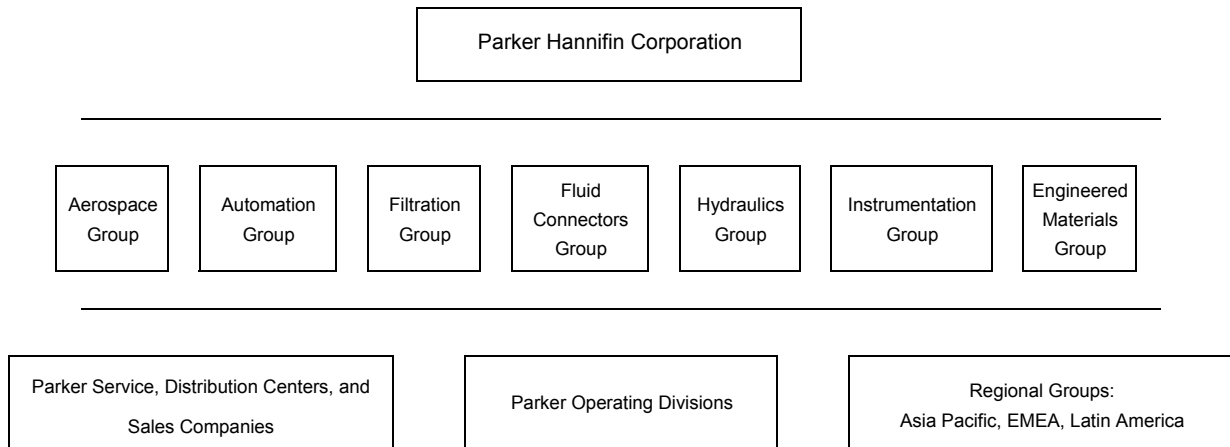 Parker Hannifin Corporation
Aerospace
Group
Automation
Group
Filtration
Group
Fluid
Connectors
Group
Hydraulics
Group
Instrumentation
Group
Engineered
Materials
Group
Parker Service, Distribution Centers, and
Sales Companies
Parker Operating Divisions
Regional Groups:
Asia Pacific, EMEA, Latin America